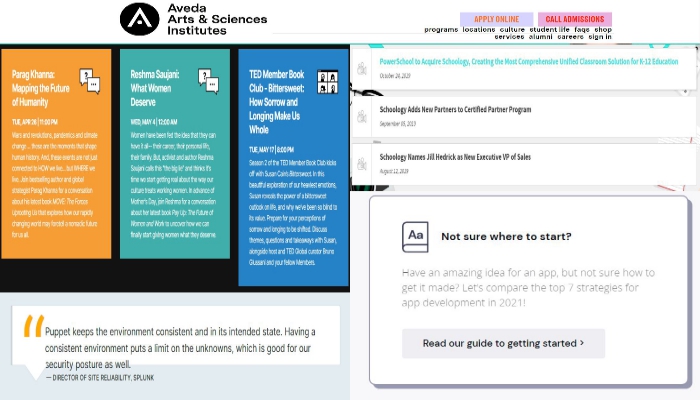 Aveda
Arts & Sciences
Institutes
APPLY ONLINE
CALL ADMISSIONS
programs locations culture student life faqs shop
services alumni careers sign in
Parag Khanna:
Mapping the Future
of Humanity
TUE, APR 26 | 11:00 PM
Wars and revolutions, pandemics and climate
change... these are the moments that shape
human history. And, these events are not just
connected to HOW we live... but WHERE we
live. Join bestselling author and global
strategist Parag Khanna for a conversation
about his latest book MOVE: The Forces
Uprooting Us that explores how our rapidly
changing world may foretell a nomadic future
for us all.
Reshma Saujani:
What Women
Deserve
WED, MAY 4 | 12:00 AM
Women have been fed the idea that they can
have it all– their career, their personal life,
their family. But, activist and author Reshma
Saujani calls this "the big lie" and thinks it's
time we start getting real about the way our
culture treats working women. In advance of
Mother's Day, join Reshma for a conversation
about her latest book Pay Up: The Future of
Women and Work to uncover how we can
finally start giving women what they deserve.
TED Member Book
Club - Bittersweet:
How Sorrow and
Longing Make Us
Whole
TUE, MAY 17 | 8:00 PM
Season 2 of the TED Member Book Club kicks
off with Susan Cain's Bittersweet. In this
beautiful exploration of our heaviest emotions,
Susan reveals the power of a bittersweet
outlook on life, and why we've been so blind to
its value. Prepare for your perceptions of
sorrow and longing to be shifted. Discuss
themes, questions and takeaways with Susan,
alongside host and TED Global curator Bruno
Giussani and your fellow Members.
PowerSchool to Acquire Schoology, Creating the Most Comprehensive Unified Classroom Solution for K-12 Education
October 24, 2019
Schoology Adds New Partners to Certified Partner Program
September 05, 2019
Schoology Names Jill Hedrick as New Executive VP of Sales
August 12, 2019
Aa
Not sure where to start?
Have an amazing idea for an app, but not sure how to
get it made? Let's compare the top 7 strategies for
app development in 2021!
Read our guide to getting started >
“
Puppet keeps the environment consistent and in its intended state. Having a
consistent environment puts a limit on the unknowns, which is good for our
security posture as well.
— DIRECTOR OF SITE RELIABILITY, SPLUNK